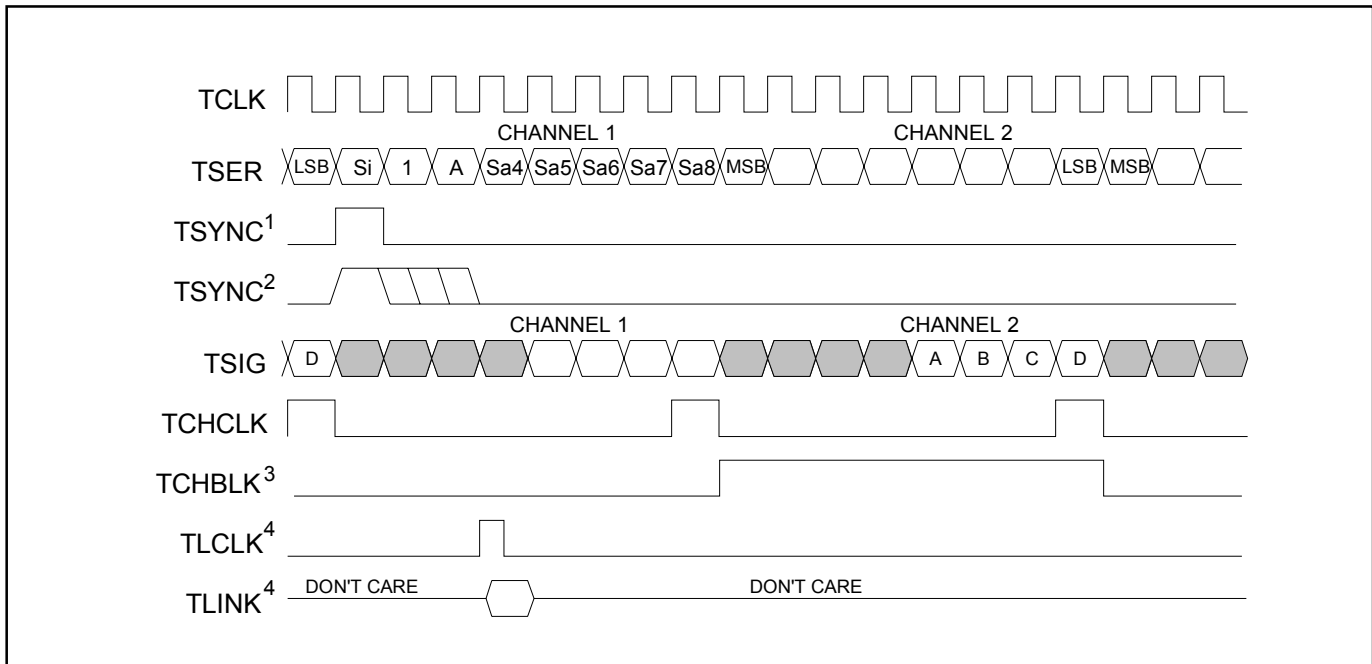 TCLK
CHANNEL 1 CHANNEL 2
TSER LSB Si 1 A Sa4 Sa5 Sa6 Sa7 Sa8 MSB LSB MSB
TSYNC1
TSYNC2
CHANNEL 1 CHANNEL 2
TSIG D A B C D
TCHCLK
TCHBLK3
TLCLK4
TLINK4 DON'T CARE DON'T CARE